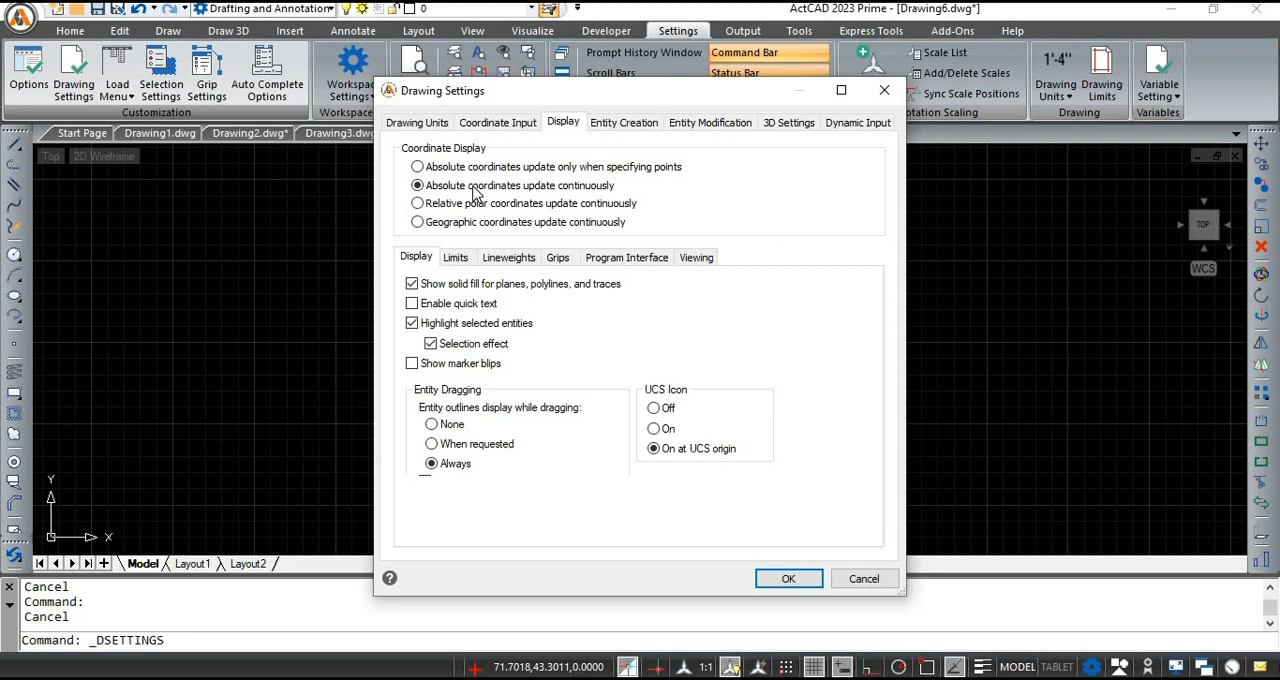 Drafting and Annotation
0
ActCAD 2023 Prime - [Drawing6.dwg*]
Home Edit Draw Draw 3D Insert Annotate Layout View Visualize Settings Output Tools Express Tools Add-Ons Help
Options
Drawing Settings
Load Menu
Selection Settings
Grip Settings
Auto Complete Options
Customization
Workspa
Settings
Workspace
Prompt History Window
Command Bar
Scroll Bars
Status Bar
Scale List
Add/Delete Scales
Sync Scale Positions
otation Scaling
1'-4"
Drawing Units
Drawing Limits
Drawing
Variable Setting
Variables
Start Page Drawing1.dwg Drawing2.dwg* Drawing3.dwg
Top 2D Wireframe
Drawing Settings
Drawing Units Coordinate Input Display Entity Creation Entity Modification 3D Settings Dynamic Input
Coordinate Display
Absolute coordinates update only when specifying points
Absolute coordinates update continuously
Relative polar coordinates update continuously
Geographic coordinates update continuously
Display Limits Lineweights Grips Program Interface Viewing
Show solid fill for planes, polylines, and traces
Enable quick text
Highlight selected entities
Selection effect
Show marker blips
Entity Dragging
Entity outlines display while dragging:
None
When requested
Always
UCS Icon
Off
On
On at UCS origin
OK Cancel
TOP
WCS
Y
X
Model Layout1 Layout2
Cancel
Command:
Cancel
Command: _DSETTINGS
71.7018,43.3011,0.0000 1:1 MODEL TABLET